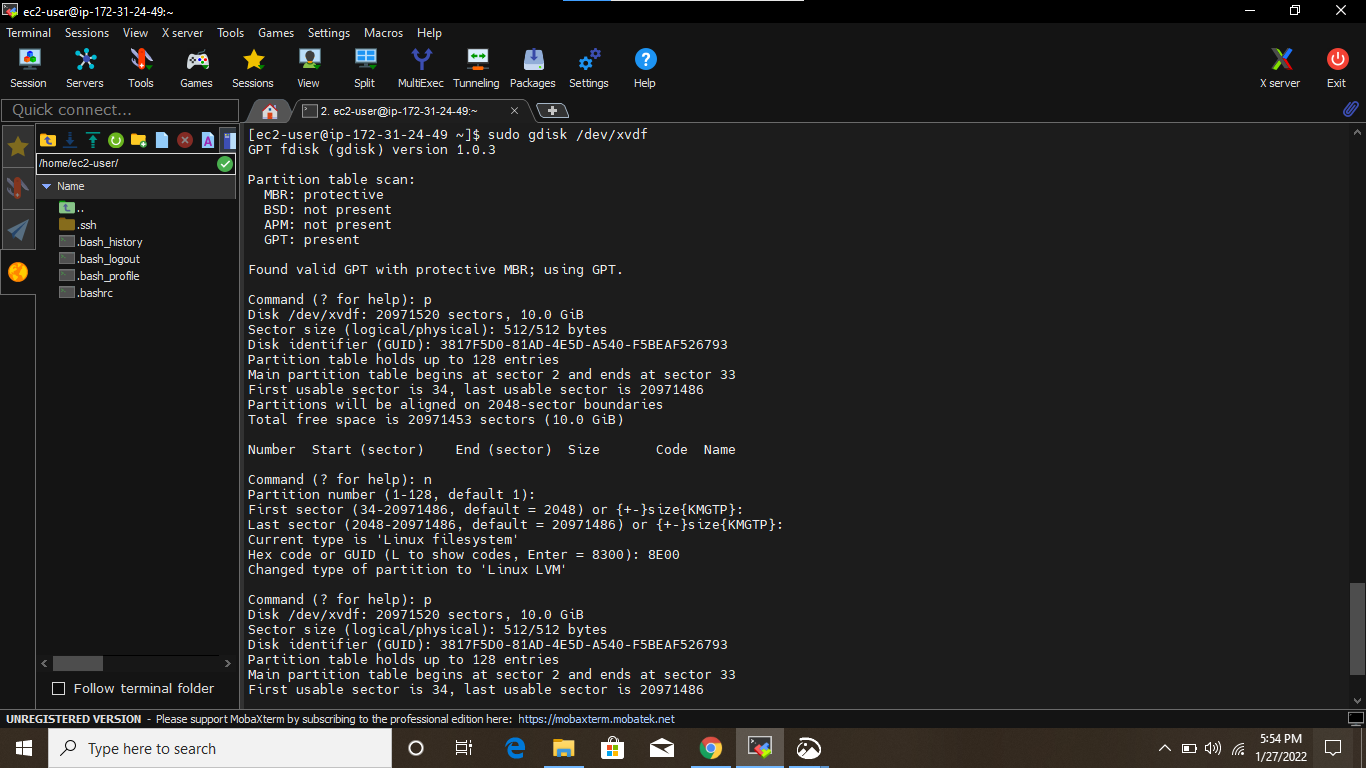 ec2-user@ip-172-31-24-49:~
Terminal Sessions View X server Tools Games Settings Macros Help
Session Servers Tools Games Sessions View Split MultiExec Tunneling Packages Settings Help X server Exit
Quick connect...
2. ec2-user@ip-172-31-24-49:~
/home/ec2-user/
Name
..
.ssh
.bash_history
.bash_logout
.bash_profile
.bashrc
Follow terminal folder
[ec2-user@ip-172-31-24-49 ~]$ sudo gdisk /dev/xvdf
GPT fdisk (gdisk) version 1.0.3
Partition table scan:
MBR: protective
BSD: not present
APM: not present
GPT: present
Found valid GPT with protective MBR; using GPT.
Command (? for help): p
Disk /dev/xvdf: 20971520 sectors, 10.0 GiB
Sector size (logical/physical): 512/512 bytes
Disk identifier (GUID): 3817F5D0-81AD-4E5D-A540-F5BEAF526793
Partition table holds up to 128 entries
Main partition table begins at sector 2 and ends at sector 33
First usable sector is 34, last usable sector is 20971486
Partitions will be aligned on 2048-sector boundaries
Total free space is 20971453 sectors (10.0 GiB)
Number Start (sector) End (sector) Size Code Name
Command (? for help): n
Partition number (1-128, default 1):
First sector (34-20971486, default = 2048) or {+-}size{KMGTP}:
Last sector (2048-20971486, default = 20971486) or {+-}size{KMGTP}:
Current type is 'Linux filesystem'
Hex code or GUID (L to show codes, Enter = 8300): 8E00
Changed type of partition to 'Linux LVM'
Command (? for help): p
Disk /dev/xvdf: 20971520 sectors, 10.0 GiB
Sector size (logical/physical): 512/512 bytes
Disk identifier (GUID): 3817F5D0-81AD-4E5D-A540-F5BEAF526793
Partition table holds up to 128 entries
Main partition table begins at sector 2 and ends at sector 33
First usable sector is 34, last usable sector is 20971486
UNREGISTERED VERSION - Please support MobaXterm by subscribing to the professional edition here: https://mobaxterm.mobatek.net
Type here to search
5:54 PM
1/27/2022